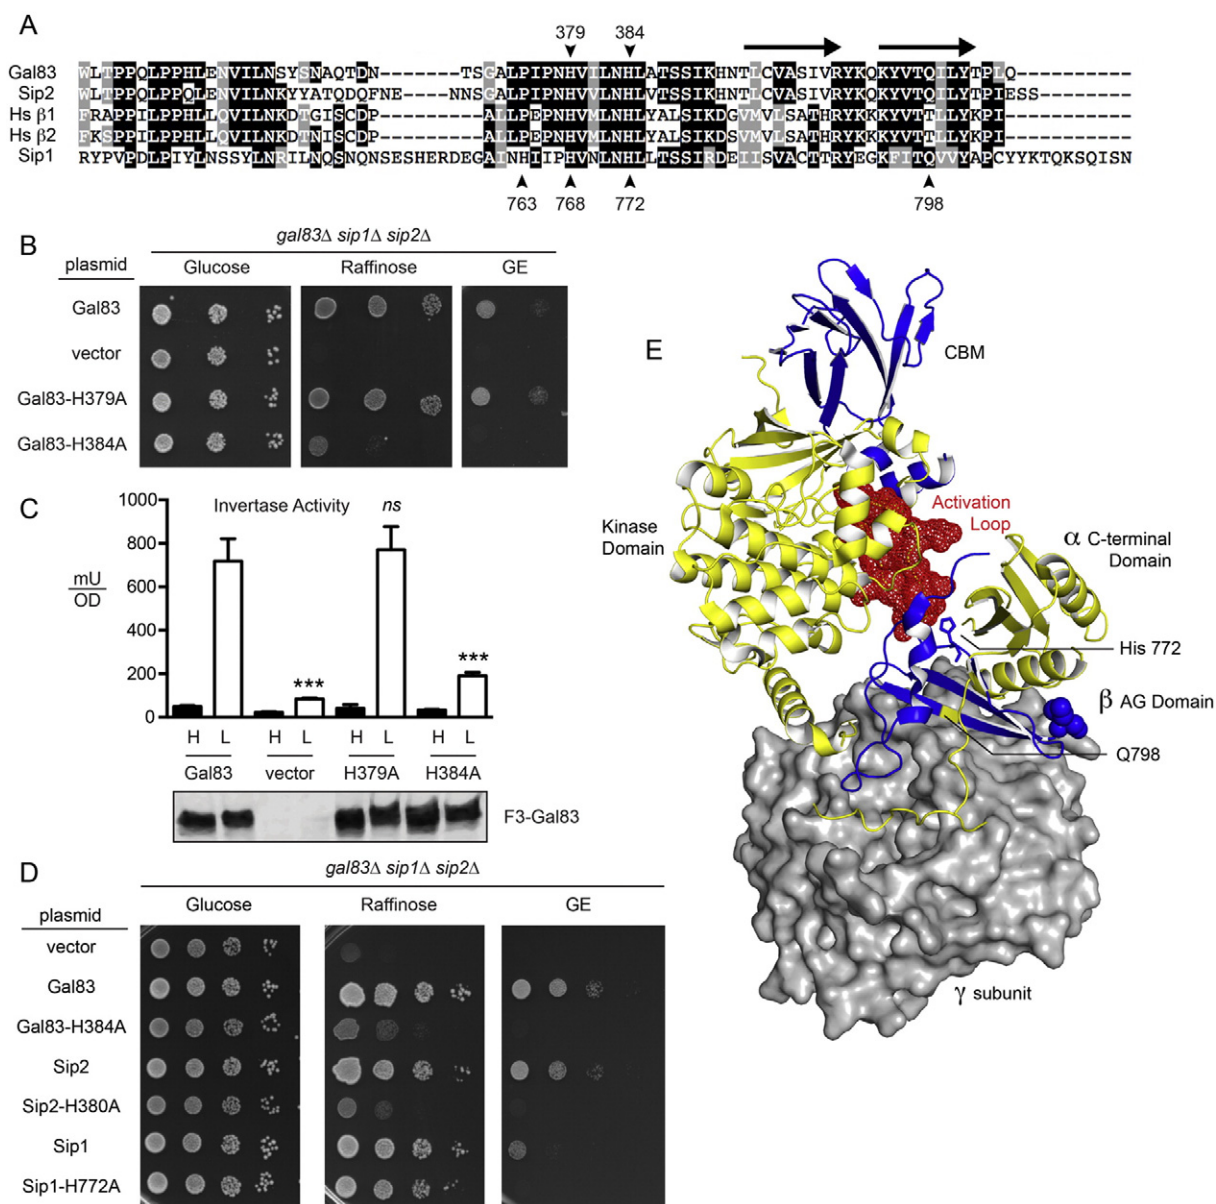 A
379 384
Gal83 WLTPPQLPPHLENVILNSYSNAQTDN--------TSGALPIPNHVILNHLATSSIKHNTLCVASIVRYKQKYVTQILYTPLQ----------
Sip2 WLTPPQLPPQLENVILNKYYATQDQFNE----NNSGALPIPNHVVLNHLVTSSIKHNTLCVASIVRYKQKYVTQILYTPIESS--------
Hs β1 FRAPPILPPHLLQVILNKDTGISCDP---------ALLPEPNHVMLNHLYALSIKDGVMVLSATHRYKKKYVTTLLYKPI-----------
Hs β2 FKSPPILPPHLLQVILNKDTNISCDP---------ALLPEPNHVMLNHLYALSIKDSVMVLSATHRYKKKYVTTLLYKPI-----------
Sip1 RYPVPDLPIYLNSSYLNRILNQSNQNSESHERDEGAINHIIPHVNLNHLLTSSIRDEIISVACTTRYEGKFITQVVYAPCYYKTQKSQISN
763 768 772 798
B
gal83Δ sip1Δ sip2Δ
plasmid Glucose Raffinose GE
Gal83
vector
Gal83-H379A
Gal83-H384A
C
Invertase Activity
mU
OD
1000
800
600
400
200
0
*** ns ***
H L H L H L H L
Gal83 vector H379A H384A
F3-Gal83
D
gal83Δ sip1Δ sip2Δ
plasmid Glucose Raffinose GE
vector
Gal83
Gal83-H384A
Sip2
Sip2-H380A
Sip1
Sip1-H772A
E
CBM
Kinase
Domain
Activation
Loop
α C-terminal
Domain
His 772
β AG Domain
Q798
γ subunit